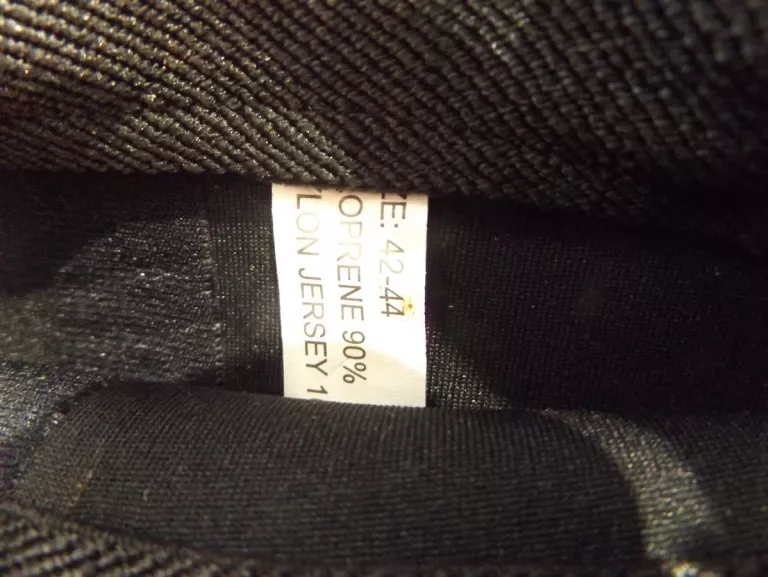 ZE: 42-44
OPRENE 90%
LON JERSEY 1